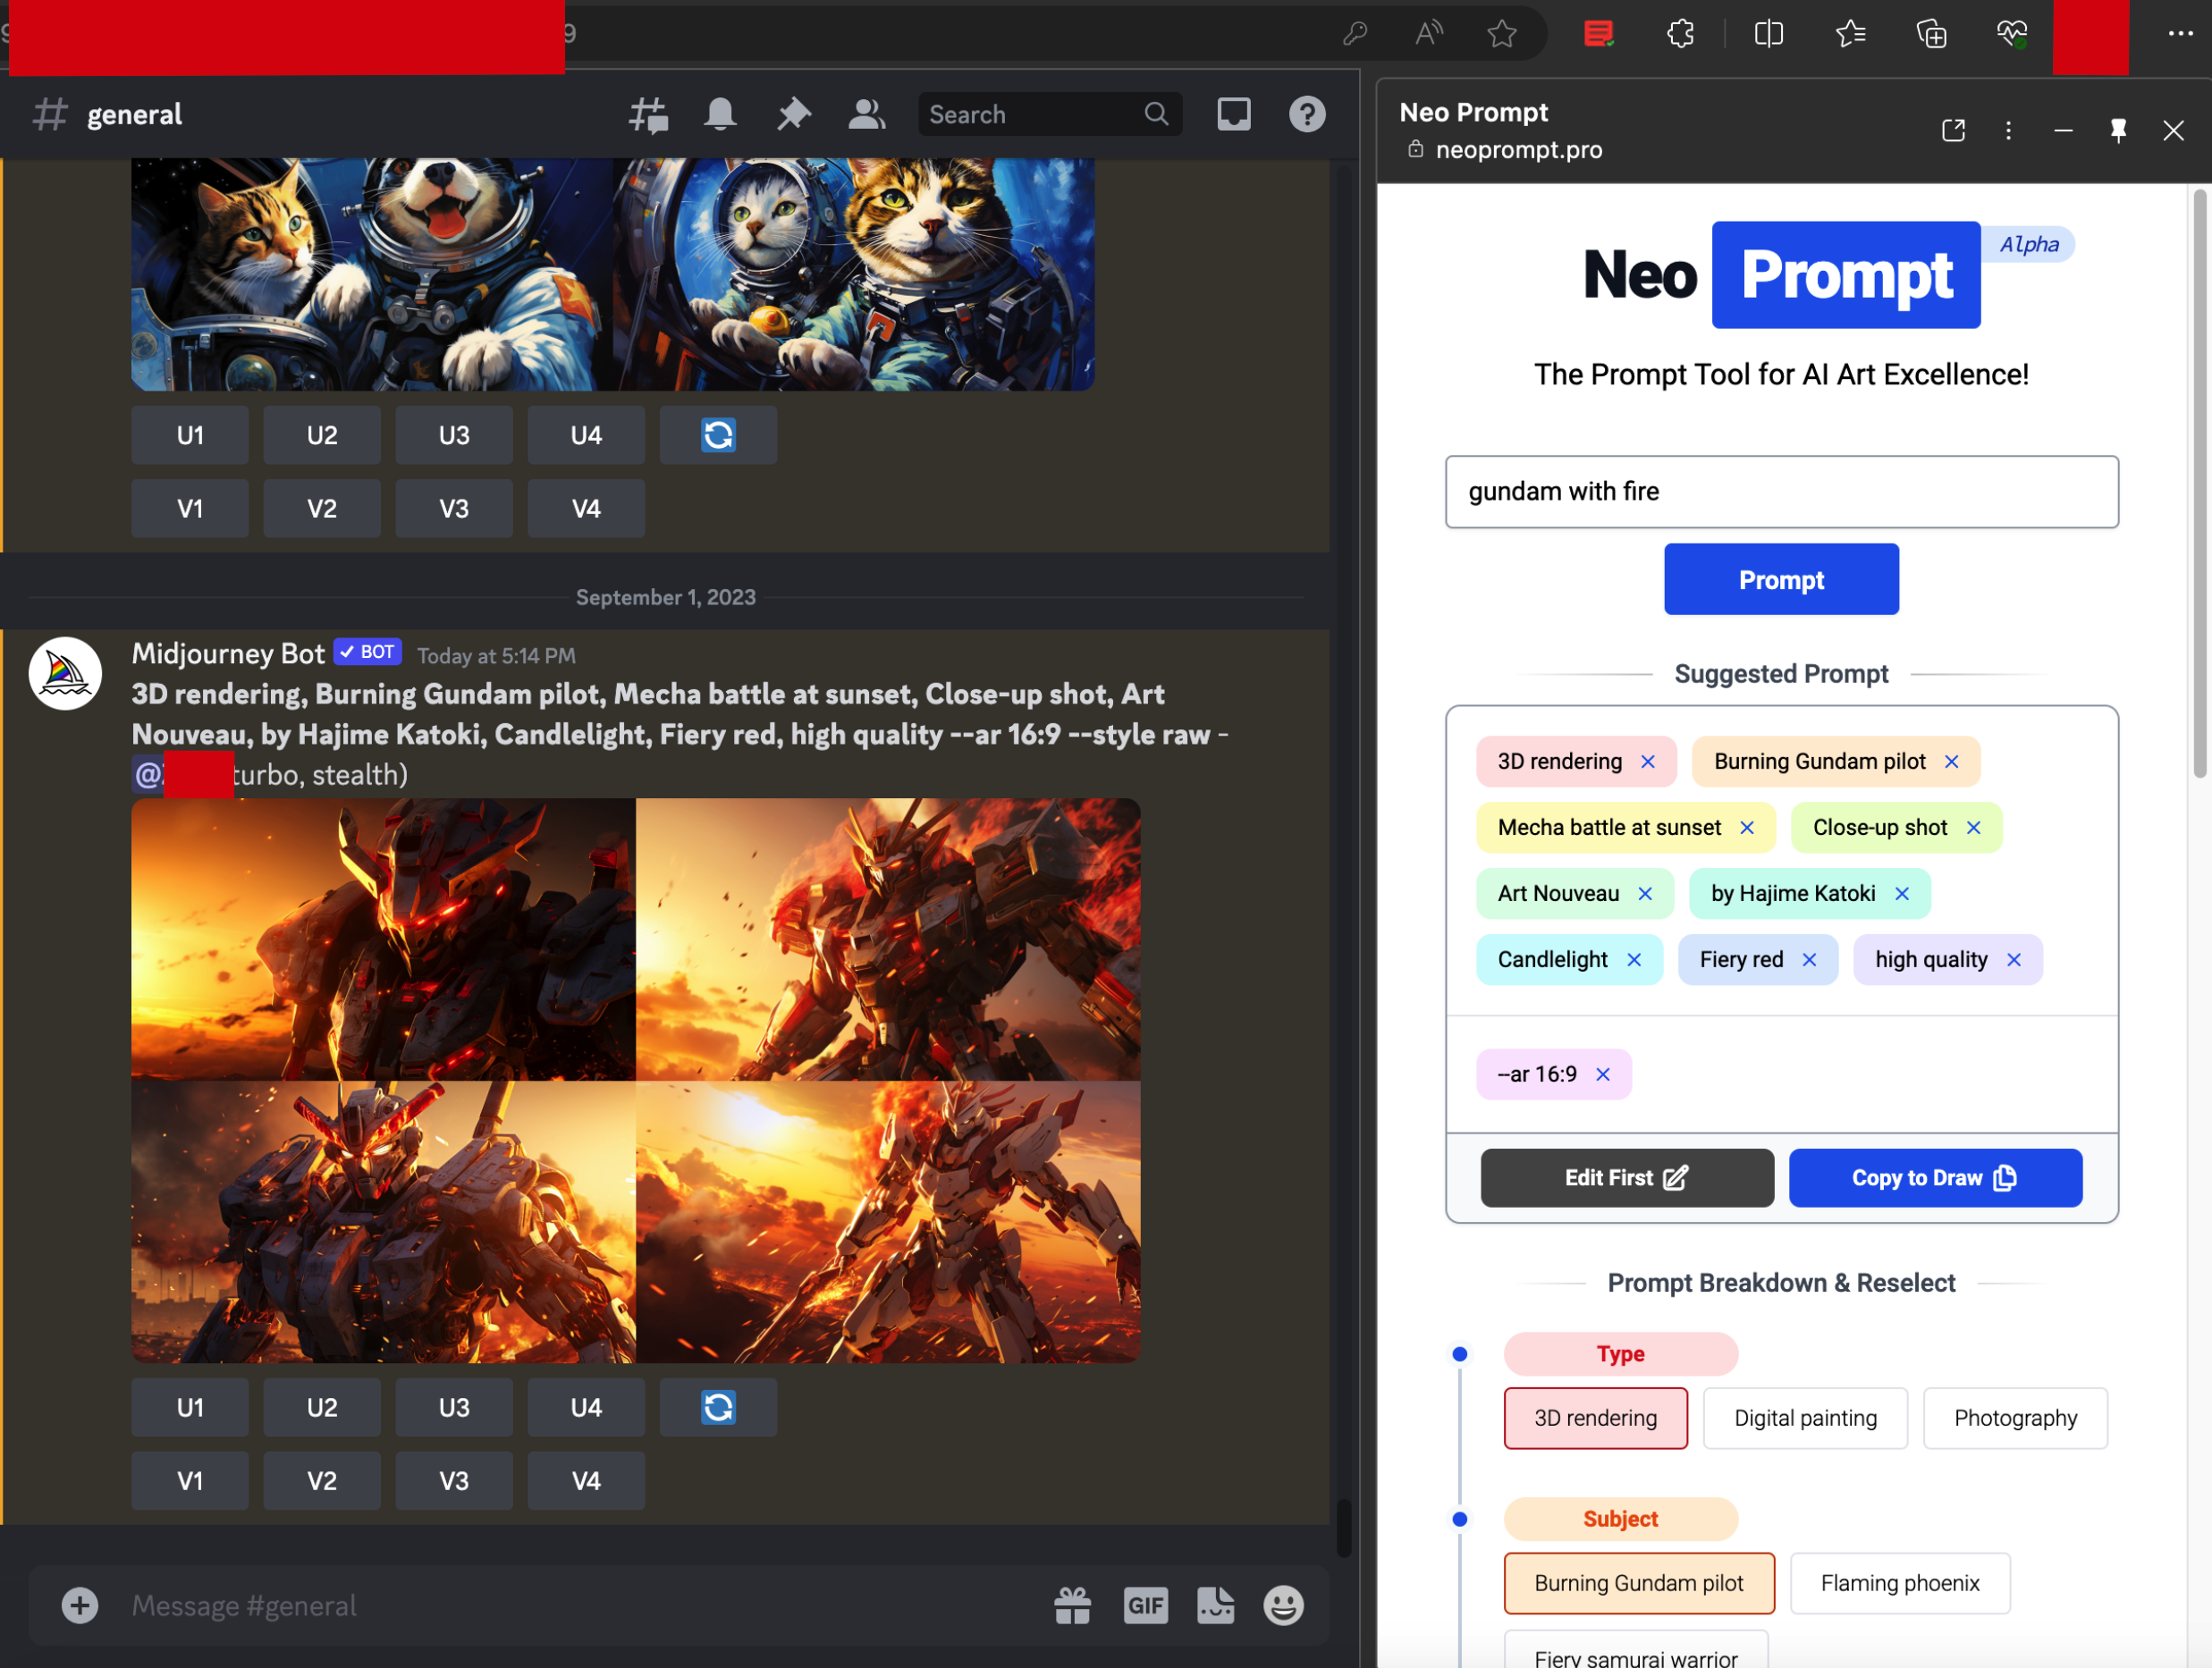 9
general
Search
U1 U2 U3 U4
V1 V2 V3 V4
September 1, 2023
Midjourney Bot BOT Today at 5:14 PM
3D rendering, Burning Gundam pilot, Mecha battle at sunset, Close-up shot, Art
Nouveau, by Hajime Katoki, Candlelight, Fiery red, high quality --ar 16:9 --style raw -
@ turbo, stealth)
U1 U2 U3 U4
V1 V2 V3 V4
Message #general
GIF
Neo Prompt
neoprompt.pro
Neo Prompt Alpha
The Prompt Tool for AI Art Excellence!
gundam with fire
Prompt
Suggested Prompt
3D rendering × Burning Gundam pilot ×
Mecha battle at sunset × Close-up shot ×
Art Nouveau × by Hajime Katoki ×
Candlelight × Fiery red × high quality ×
--ar 16:9 ×
Edit First Copy to Draw
Prompt Breakdown & Reselect
Type
3D rendering Digital painting Photography
Subject
Burning Gundam pilot Flaming phoenix
Fiery samurai warrior